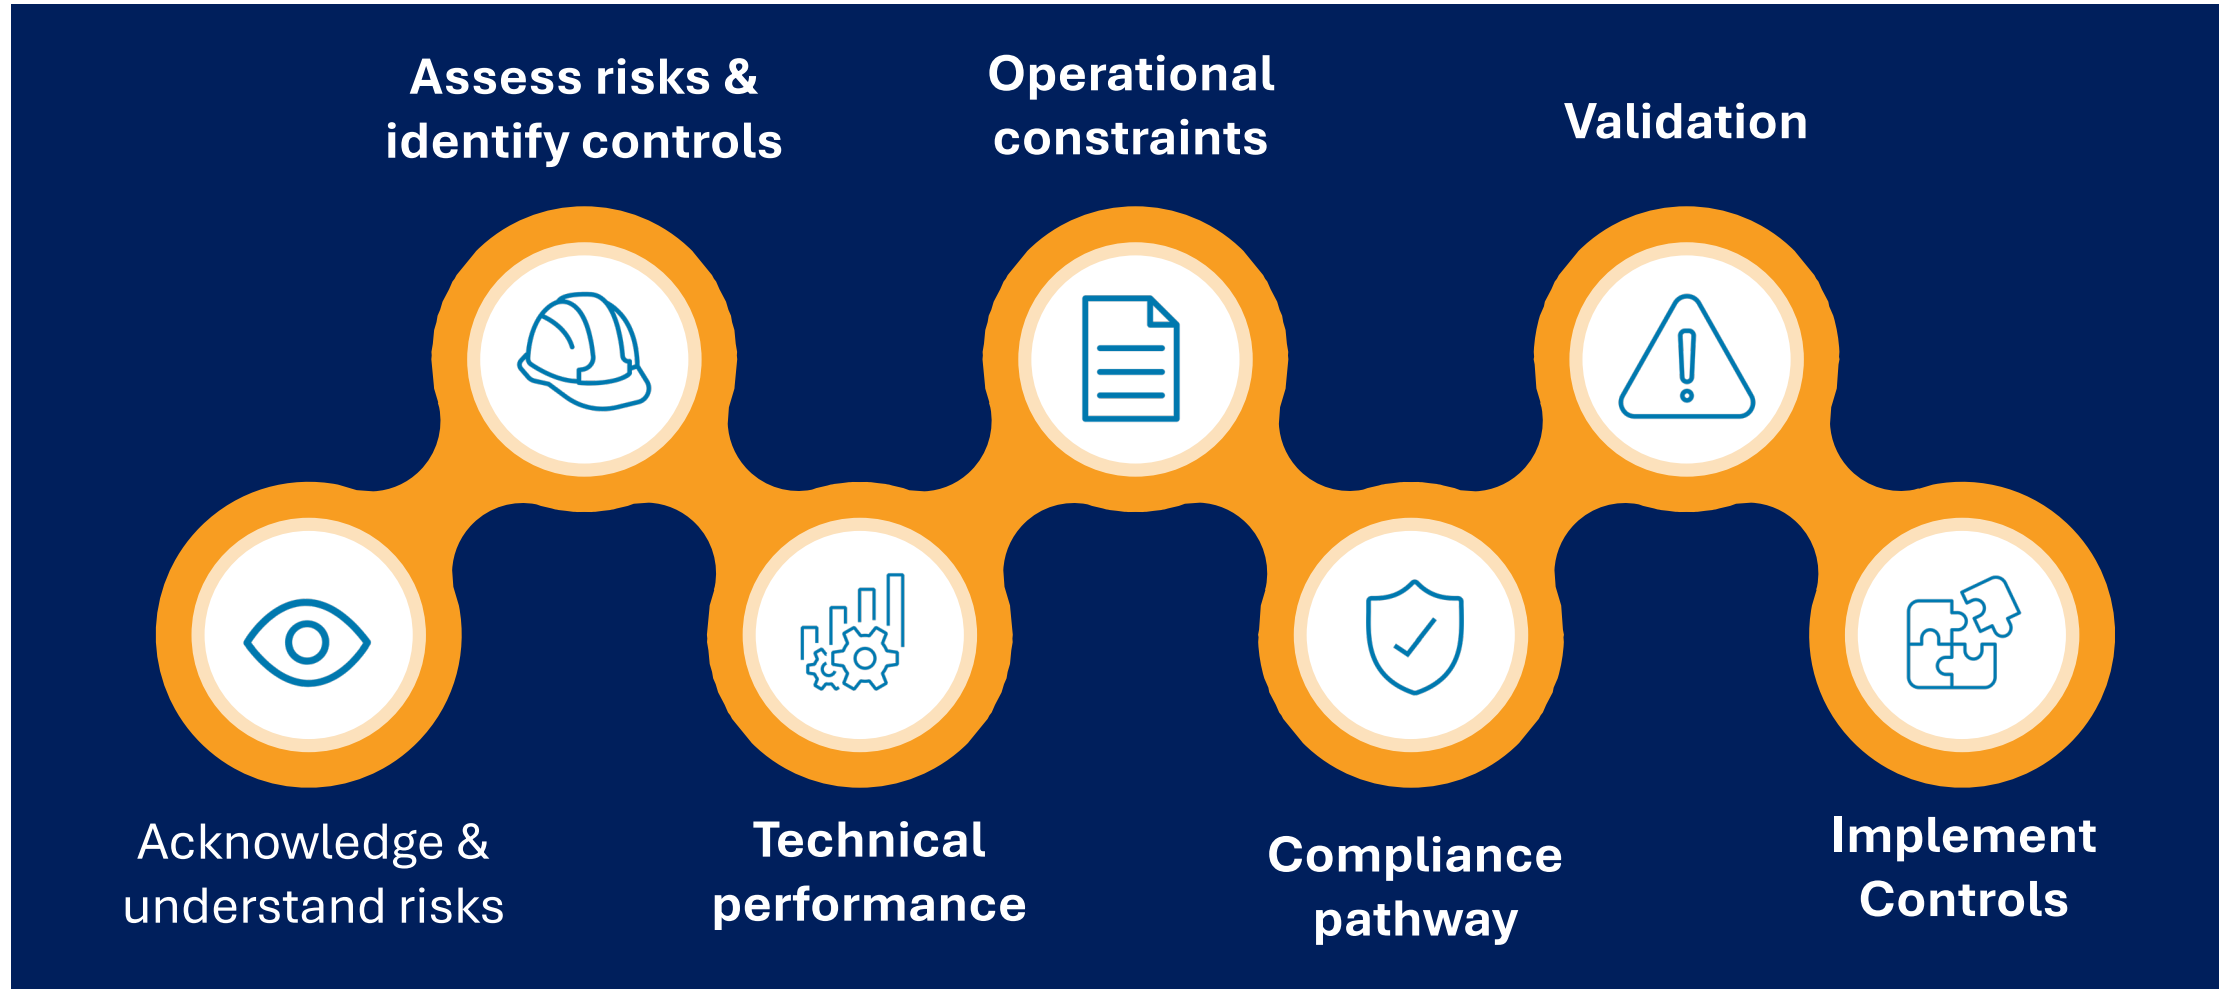 Assess risks &
identify controls
Operational
constraints
Validation
Acknowledge &
understand risks
Technical
performance
Compliance
pathway
Implement
Controls